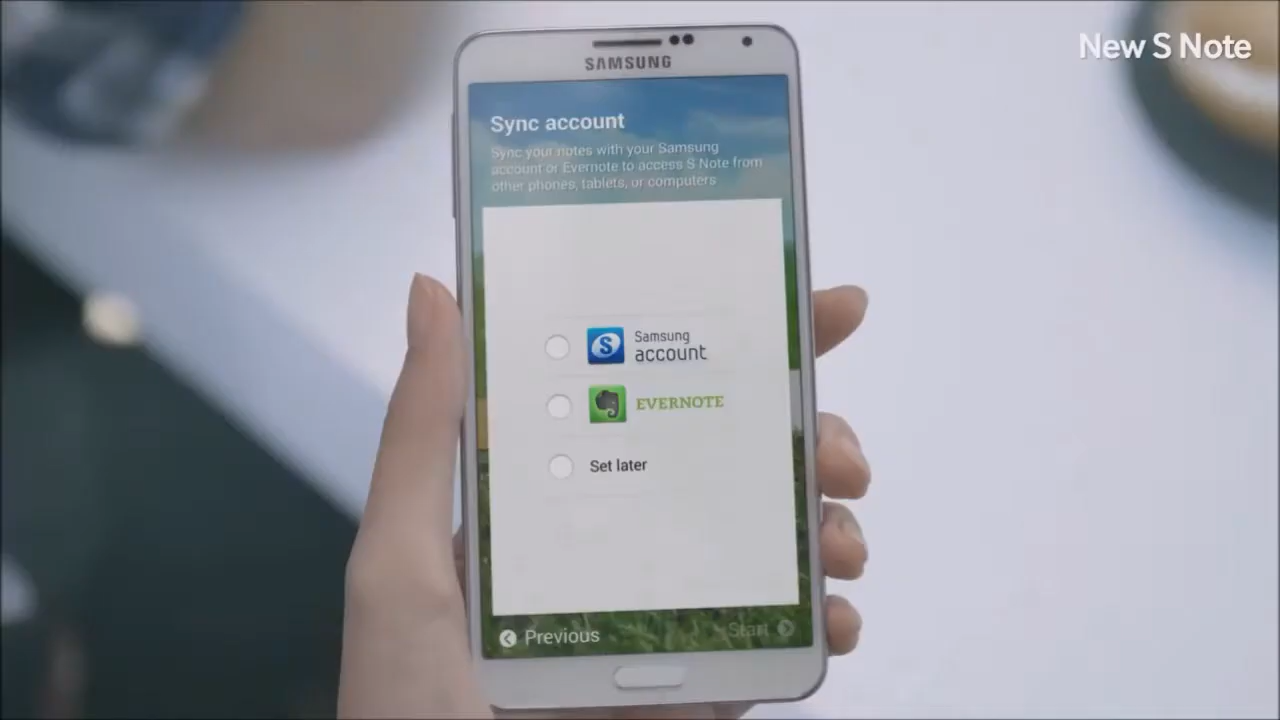 New S Note
SAMSUNG
Sync account
Sync your notes with your Samsung
account or Evernote to access S Note from
other phones, tablets, or computers
Samsung
account
EVERNOTE
Set later
Previous
Start